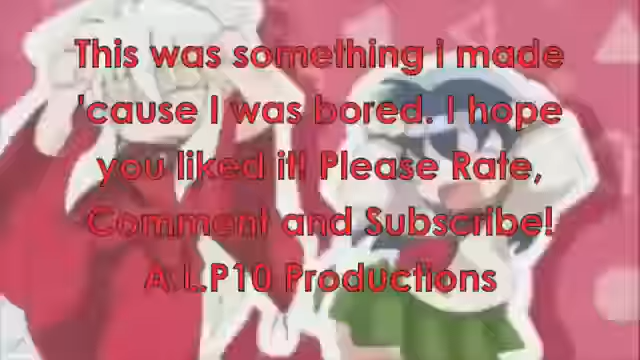 This was something i made
'cause I was bored. I hope
you liked it! Please Rate,
Comment and Subscribe!
A.L.P10 Productions